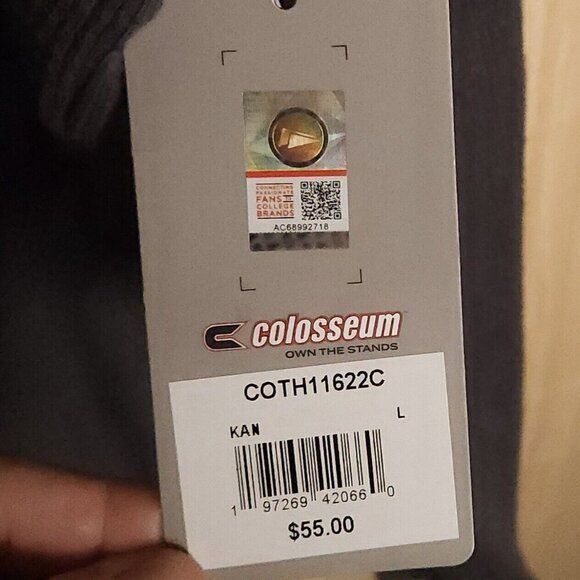 CONNECTING
PASSIONATE
FANS TO
COLLEGE
BRANDS
AC68992718
colosseum
OWN THE STANDS
COTH11622C
KAN
L
1 97269 42066 0
$55.00